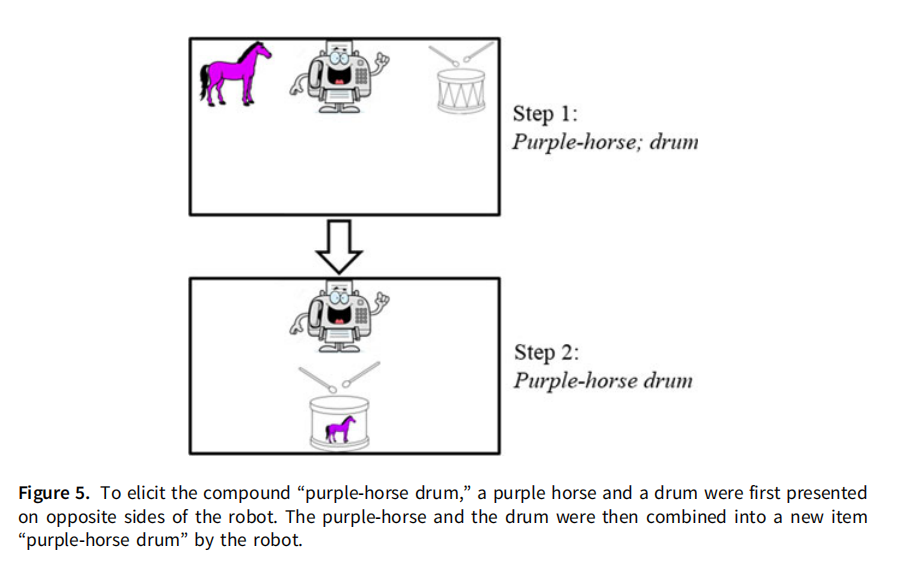 Step 1:
Purple-horse; drum
Step 2:
Purple-horse drum
Figure 5. To elicit the compound “purple-horse drum,” a purple horse and a drum were first presented
on opposite sides of the robot. The purple-horse and the drum were then combined into a new item
“purple-horse drum” by the robot.